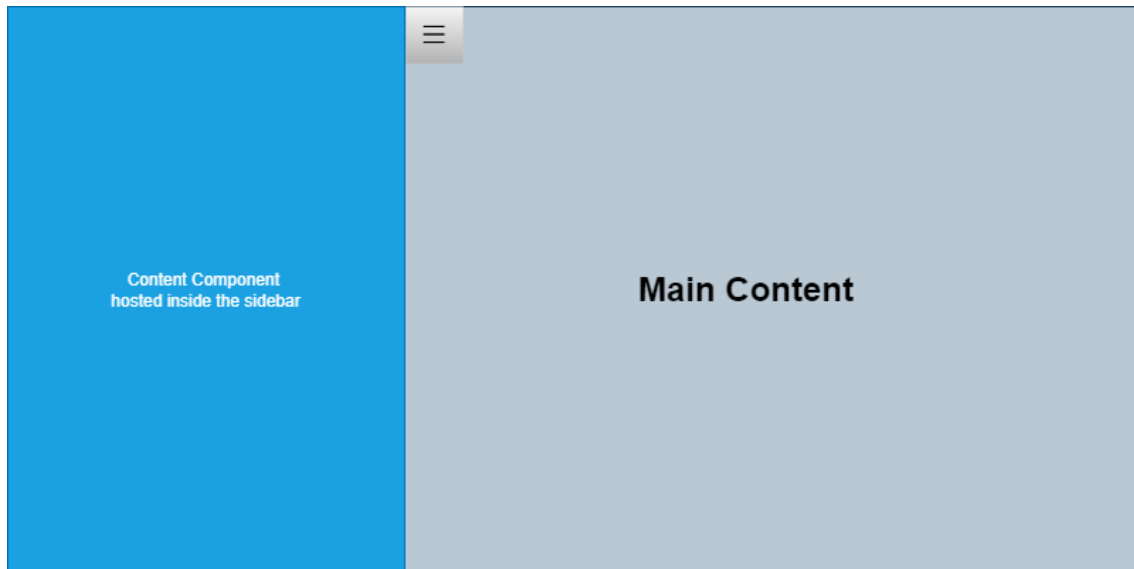 Content Component
hosted inside the sidebar
Main Content